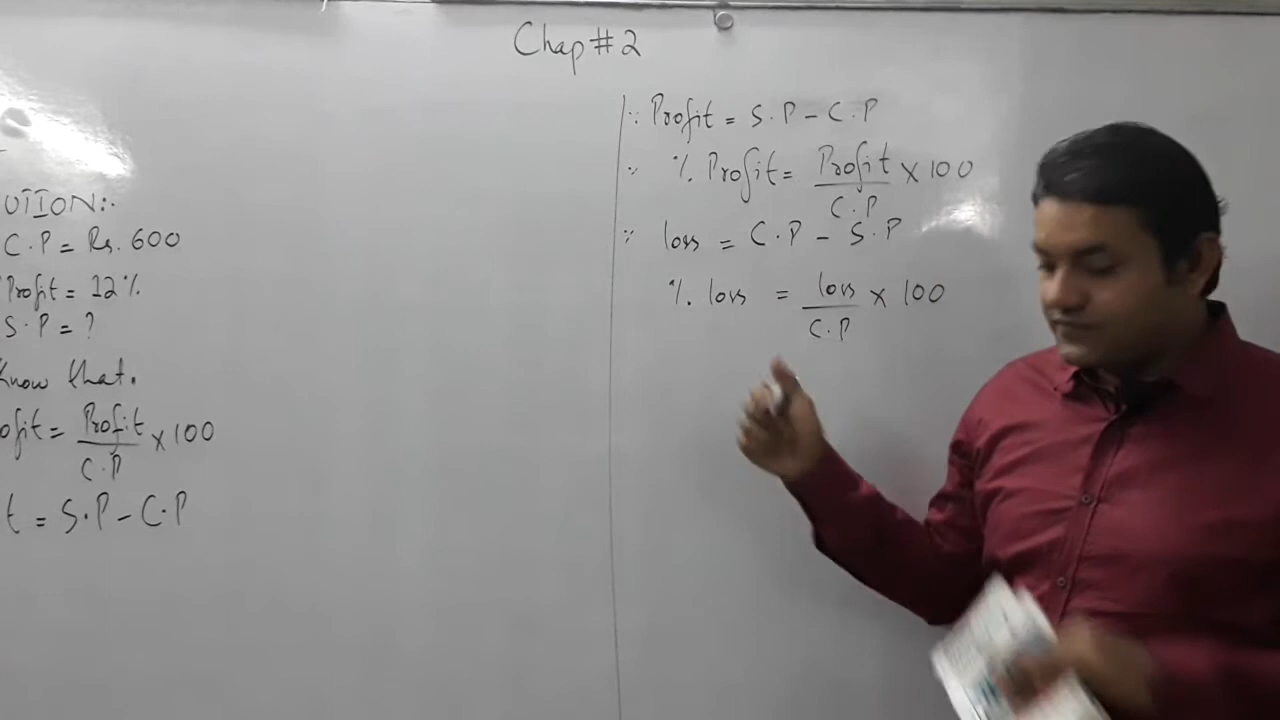 Chap # 2
UTION:-
C.P = Rs. 600
Profit = 12%
S.P = ?
Know that.
ofit = Profit/C.P × 100
t = S.P - C.P
∵ Profit = S.P - C.P
∵ % Profit = Profit/C.P × 100
∵ loss = C.P - S.P
% loss = loss/C.P × 100